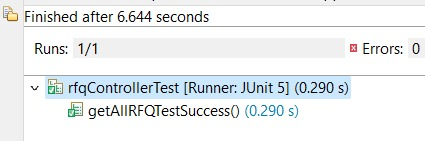 Finished after 6.644 seconds
Runs: 1/1 Errors: 0
rfqControllerTest [Runner: JUnit 5] (0.290 s)
getAllRFQTestSuccess() (0.290 s)